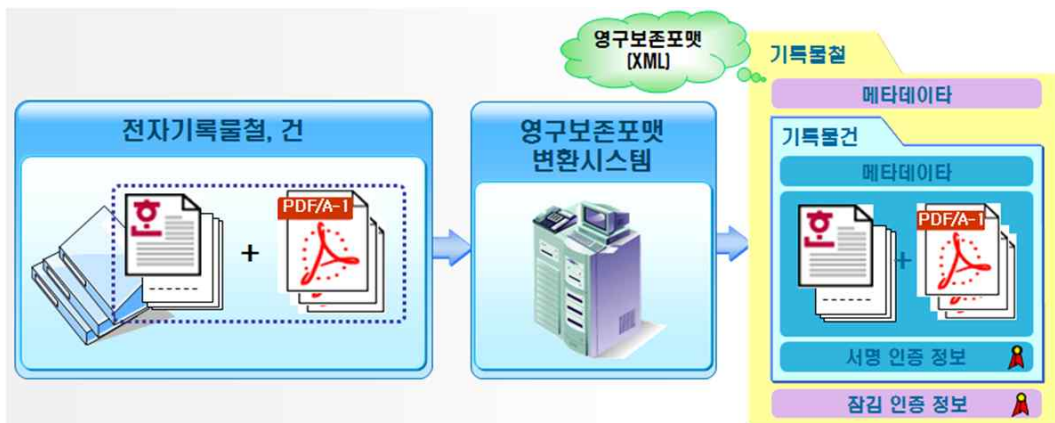 영구보존포맷
(XML)
기록물철
메타데이타
전자기록물철, 건
영구보존포맷
변환시스템
기록물건
메타데이타
혼
PDF/A-1
+
혼
PDF/A-1
+
서명 인증 정보
잠김 인증 정보